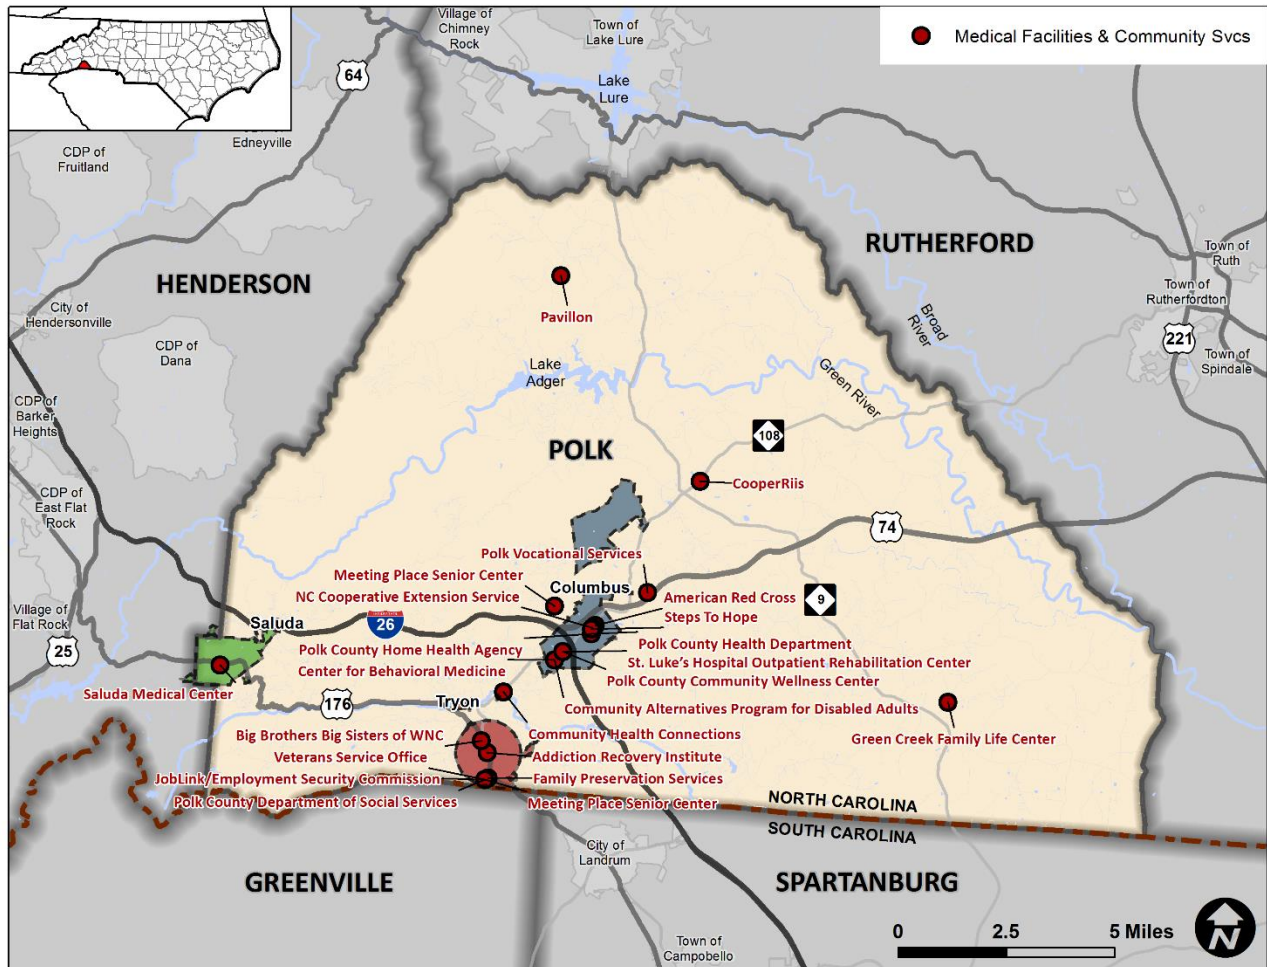 Village of
Chimney
Rock
Town of
Lake Lure
Medical Facilities & Community Svcs
64
Lake
Lure
CDP of
Edneyville
CDP of
Fruitland
RUTHERFORD
Town of
Ruth
HENDERSON
Town of
Rutherfordton
City of
Hendersonville
Pavillon
Broad
River
221
CDP of
Dana
Lake
Adger
Green River
Town of
Spindale
CDP of
Barker
Heights
POLK
108
CooperRiis
CDP of
East Flat
Rock
74
Polk Vocational Services
Meeting Place Senior Center
Columbus
NC Cooperative Extension Service
American Red Cross
9
Steps To Hope
Village of
Flat Rock
Saluda
26
25
Polk County Home Health Agency
Polk County Health Department
Center for Behavioral Medicine
St. Luke's Hospital Outpatient Rehabilitation Center
Polk County Community Wellness Center
Saluda Medical Center
176
Tryon
Community Alternatives Program for Disabled Adults
Big Brothers Big Sisters of WNC
Community Health Connections
Green Creek Family Life Center
Veterans Service Office
Addiction Recovery Institute
JobLink/Employment Security Commission
Family Preservation Services
Polk County Department of Social Services
Meeting Place Senior Center
NORTH CAROLINA
SOUTH CAROLINA
City of
Landrum
GREENVILLE
SPARTANBURG
Town of
Campobello
0 2.5 5 Miles
N